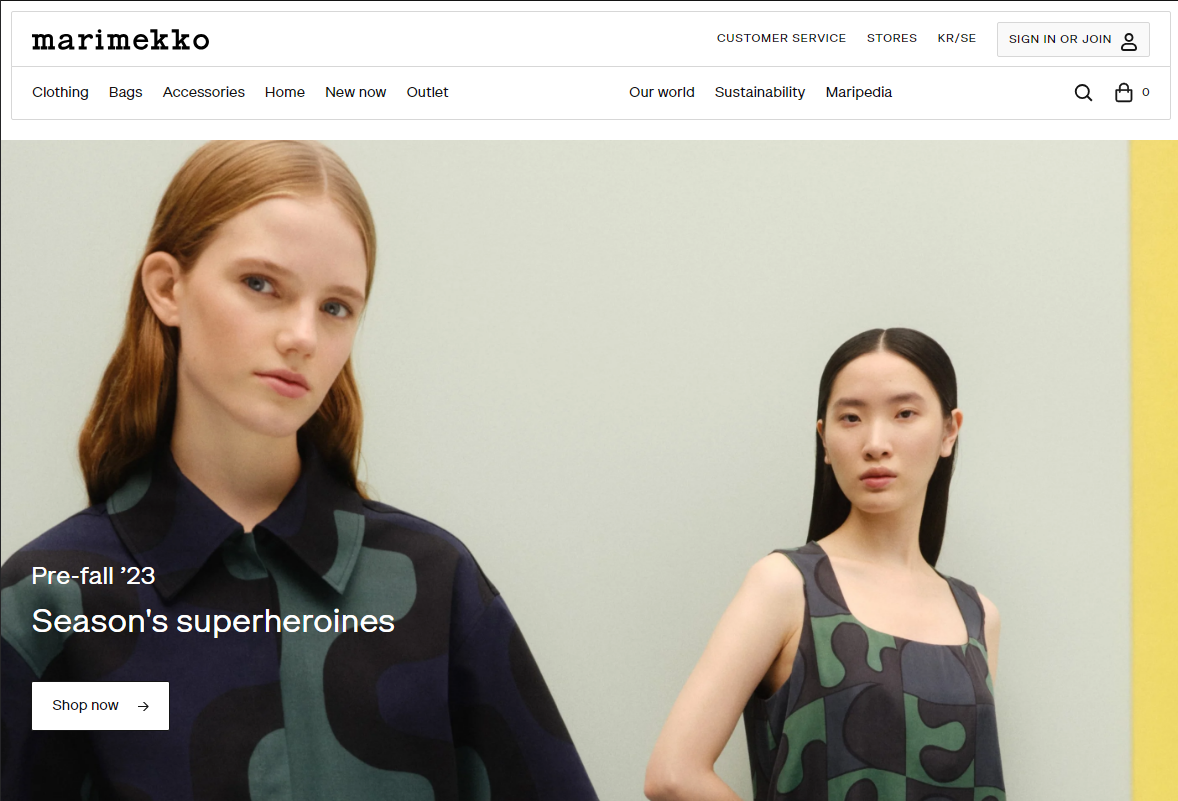 marimekko
CUSTOMER SERVICE STORES KR/SE SIGN IN OR JOIN
Clothing Bags Accessories Home New now Outlet Our world Sustainability Maripedia 0
Pre-fall ’23
Season's superheroines
Shop now →